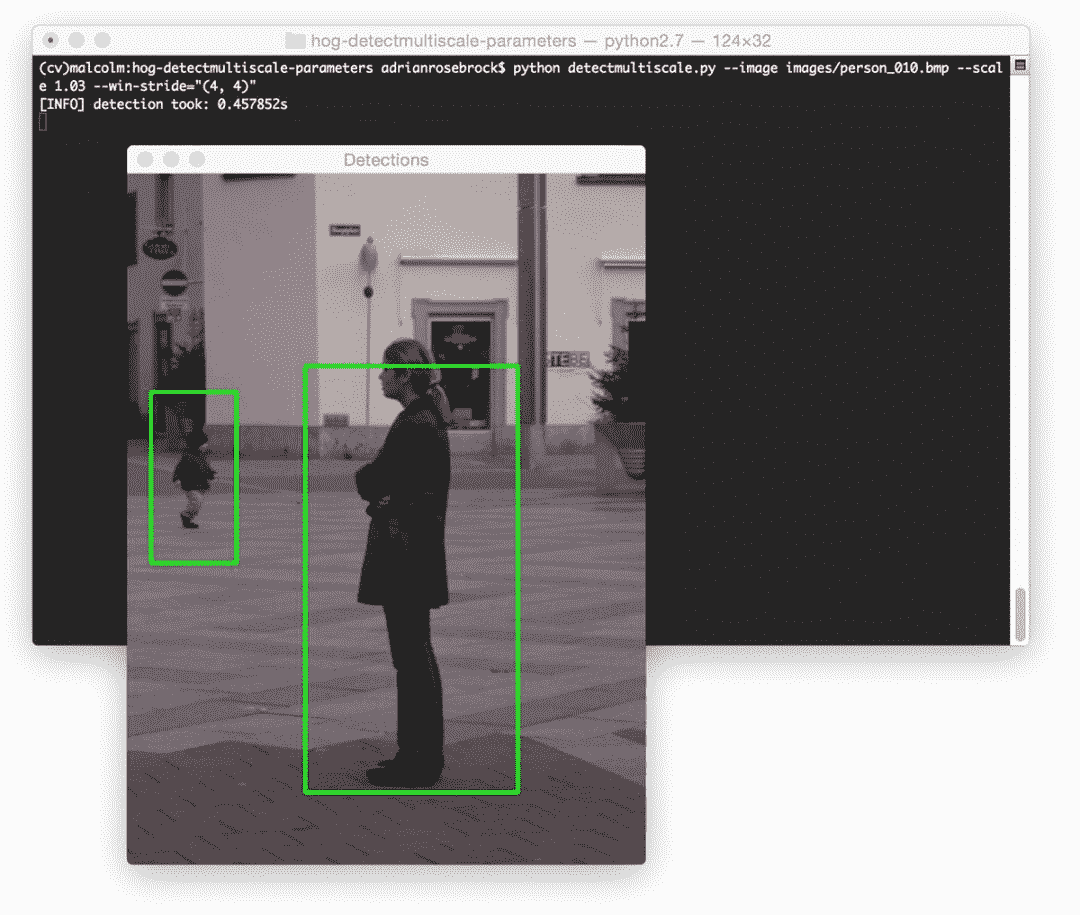 hog-detectmultiscale-parameters — python2.7 — 124×32
(cv)malcolm:hog-detectmultiscale-parameters adrianrosebrock$ python detectmultiscale.py --image images/person_010.bmp --scal
e 1.03 --win-stride="(4, 4)"
[INFO] detection took: 0.457852s
Detections